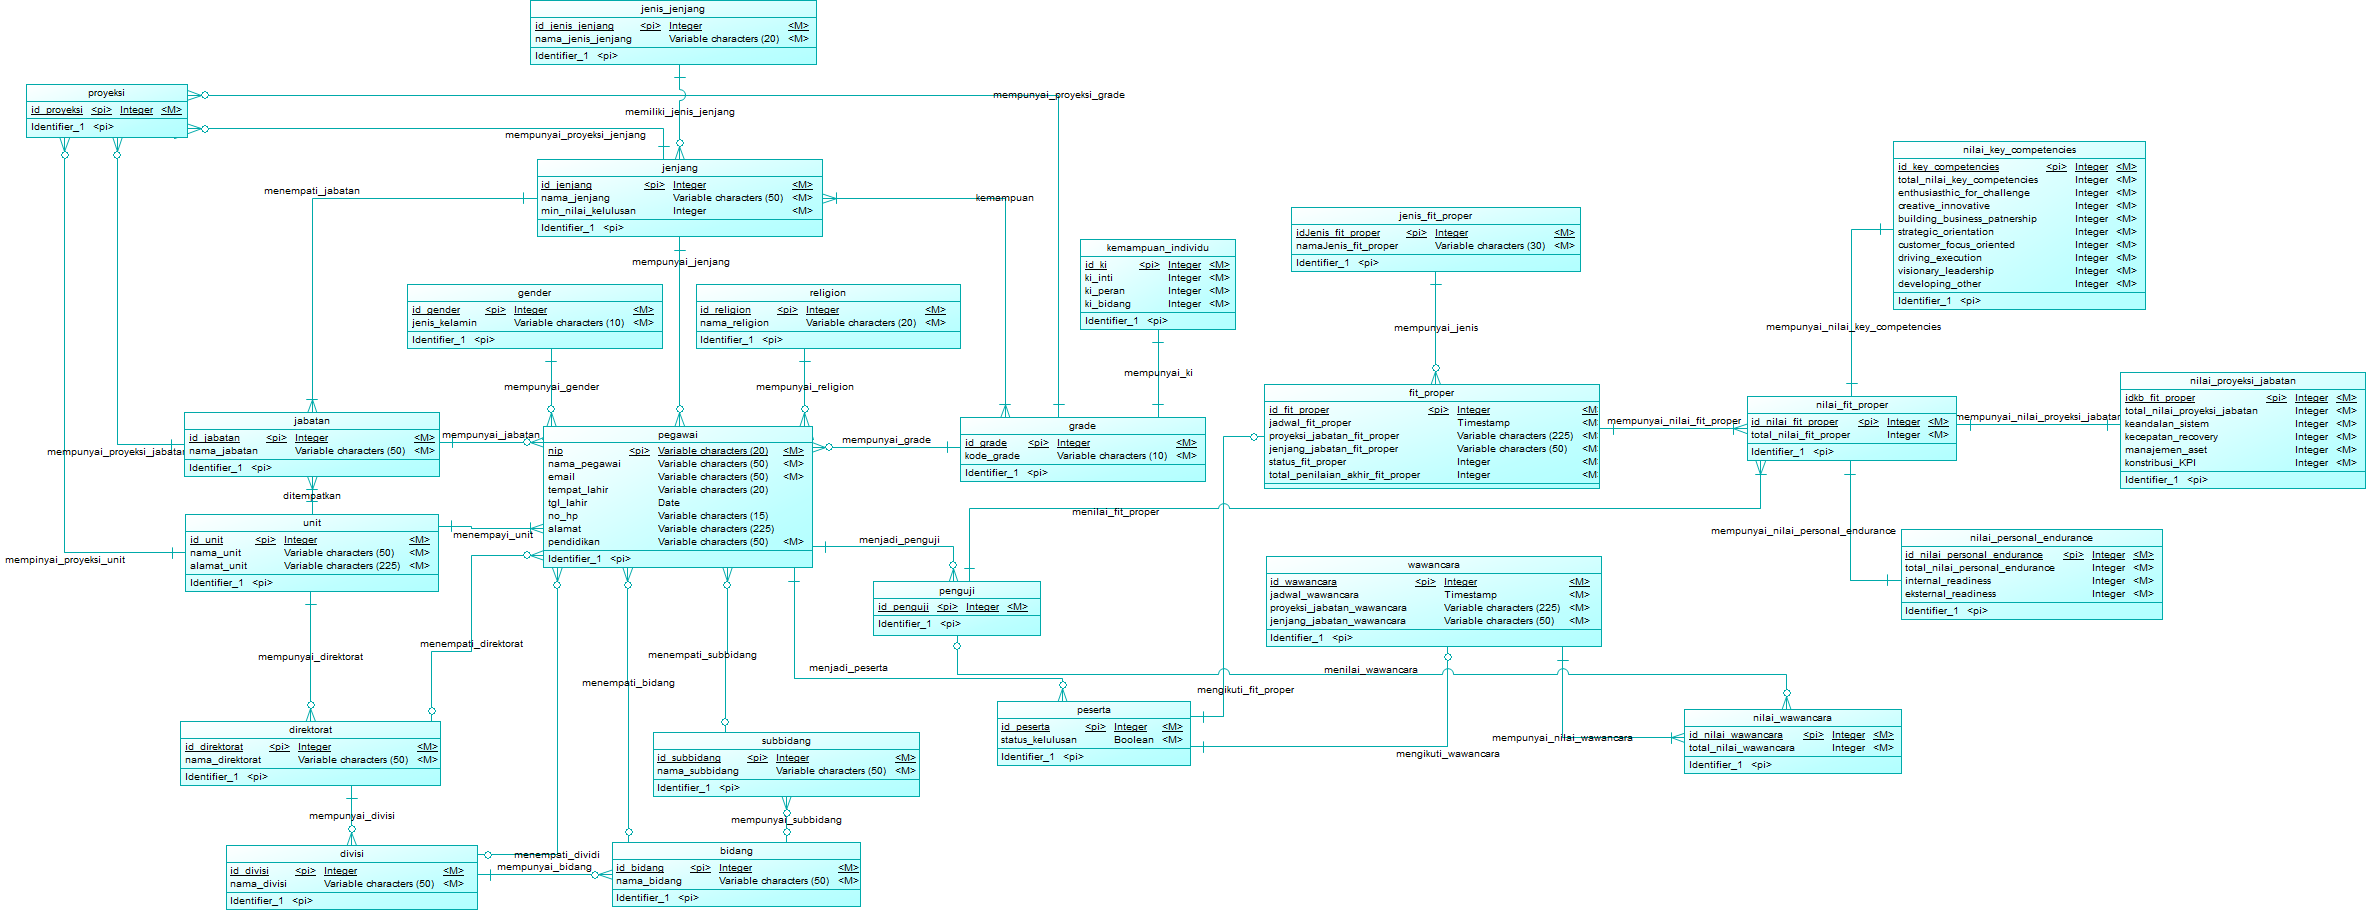 jenis_jenjang
id_jenis_jenjang <pi> Integer <M>
nama_jenis_jenjang Variable characters (20) <M>
Identifier_1 <pi>
proyeksi
id_proyeksi <pi> Integer <M>
Identifier_1 <pi>
mempunyai_proyeksi_grade
memiliki_jenis_jenjang
mempunyai_proyeksi_jenjang
jenjang
id_jenjang <pi> Integer <M>
nama_jenjang Variable characters (50) <M>
min_nilai_kelulusan Integer <M>
Identifier_1 <pi>
menempati_jabatan
kemampuan
mempunyai_jenjang
nilai_key_competencies
id_key_competencies <pi> Integer <M>
total_nilai_key_competencies Integer <M>
enthusiasthic_for_challenge Integer <M>
creative_innovative Integer <M>
building_business_patnership Integer <M>
strategic_orientation Integer <M>
customer_focus_oriented Integer <M>
driving_execution Integer <M>
visionary_leadership Integer <M>
developing_other Integer <M>
Identifier_1 <pi>
jenis_fit_proper
idJenis_fit_proper <pi> Integer <M>
namaJenis_fit_proper Variable characters (30) <M>
Identifier_1 <pi>
kemampuan_individu
id_ki <pi> Integer <M>
ki_inti Integer <M>
ki_peran Integer <M>
ki_bidang Integer <M>
Identifier_1 <pi>
gender
id_gender <pi> Integer <M>
jenis_kelamin Variable characters (10) <M>
Identifier_1 <pi>
religion
id_religion <pi> Integer <M>
nama_religion Variable characters (20) <M>
Identifier_1 <pi>
mempunyai_jenis
mempunyai_nilai_key_competencies
mempunyai_gender
mempunyai_religion
mempunyai_ki
nilai_proyeksi_jabatan
idkb_fit_proper <pi> Integer <M>
total_nilai_proyeksi_jabatan Integer <M>
keandalan_sistem Integer <M>
kecepatan_recovery Integer <M>
manajemen_aset Integer <M>
konstribusi_KPI Integer <M>
Identifier_1 <pi>
fit_proper
id_fit_proper <pi> Integer <M>
jadwal_fit_proper Timestamp <M>
proyeksi_jabatan_fit_proper Variable characters (225) <M>
jenjang_jabatan_fit_proper Variable characters (50) <M>
status_fit_proper Integer <M>
total_penilaian_akhir_fit_proper Integer <M>
mempunyai_nilai_fit_proper
nilai_fit_proper
id_nilai_fit_proper <pi> Integer <M>
total_nilai_fit_proper Integer <M>
Identifier_1 <pi>
mempunyai_nilai_proyeksi_jabatan
jabatan
id_jabatan <pi> Integer <M>
nama_jabatan Variable characters (50) <M>
Identifier_1 <pi>
mempunyai_jabatan
mempunyai_proyeksi_jabatan
pegawai
nip <pi> Variable characters (20) <M>
nama_pegawai Variable characters (50) <M>
email Variable characters (50) <M>
tempat_lahir Variable characters (20)
tgl_lahir Date
no_hp Variable characters (15)
alamat Variable characters (225)
pendidikan Variable characters (50) <M>
Identifier_1 <pi>
mempunyai_grade
grade
id_grade <pi> Integer <M>
kode_grade Variable characters (10) <M>
Identifier_1 <pi>
ditempatkan
unit
id_unit <pi> Integer <M>
nama_unit Variable characters (50) <M>
alamat_unit Variable characters (225) <M>
Identifier_1 <pi>
menempayi_unit
mempinyai_proyeksi_unit
menilai_fit_proper
mempunyai_nilai_personal_endurance
nilai_personal_endurance
id_nilai_personal_endurance <pi> Integer <M>
total_nilai_personal_endurance Integer <M>
internal_readiness Integer <M>
eksternal_readiness Integer <M>
Identifier_1 <pi>
menjadi_penguji
penguji
id_penguji <pi> Integer <M>
Identifier_1 <pi>
wawancara
id_wawancara <pi> Integer <M>
jadwal_wawancara Timestamp <M>
proyeksi_jabatan_wawancara Variable characters (225) <M>
jenjang_jabatan_wawancara Variable characters (50) <M>
Identifier_1 <pi>
menempati_direktorat
mempunyai_direktorat
menempati_subbidang
menempati_bidang
menjadi_peserta
menilai_wawancara
mengikuti_fit_proper
peserta
id_peserta <pi> Integer <M>
status_kelulusan Boolean <M>
Identifier_1 <pi>
mempunyai_nilai_wawancara
mengikuti_wawancara
nilai_wawancara
id_nilai_wawancara <pi> Integer <M>
total_nilai_wawancara Integer <M>
Identifier_1 <pi>
direktorat
id_direktorat <pi> Integer <M>
nama_direktorat Variable characters (50) <M>
Identifier_1 <pi>
subbidang
id_subbidang <pi> Integer <M>
nama_subbidang Variable characters (50) <M>
Identifier_1 <pi>
mempunyai_divisi
mempunyai_subbidang
divisi
id_divisi <pi> Integer <M>
nama_divisi Variable characters (50) <M>
Identifier_1 <pi>
menempati_dividi
mempunyai_bidang
bidang
id_bidang <pi> Integer <M>
nama_bidang Variable characters (50) <M>
Identifier_1 <pi>